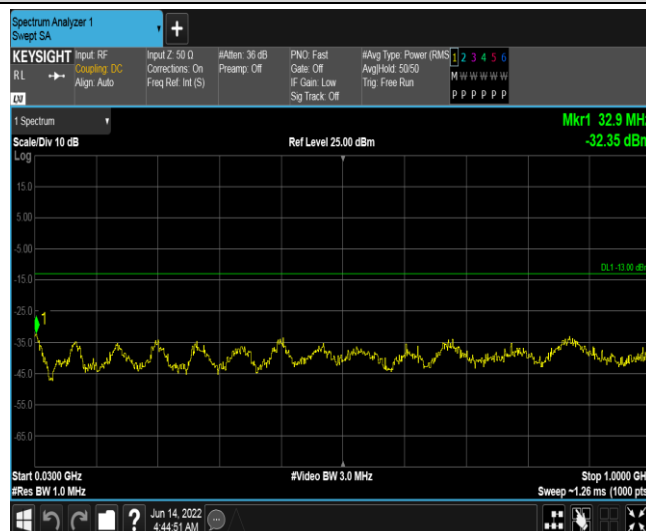 Spectrum Analyzer 1
Swept SA
KEYSIGHT Input: RF Input Z: 50 Ω #Atten: 36 dB PNO: Fast #Avg Type: Power (RMS 1 2 3 4 5 6
RL Coupling: DC Corrections: On Preamp: Off Gate: Off Avg|Hold: 50/50 M W W W W W
Align: Auto Freq Ref: Int (S) IF Gain: Low Trig: Free Run
Sig Track: Off P P P P P P
LXI
1 Spectrum Mkr1 32.9 MHz
Scale/Div 10 dB Ref Level 25.00 dBm -32.35 dBm
Log
15.0
5.00
-5.00
DL1 -13.00 dBm
-15.0
-25.0
1
-35.0
-45.0
-55.0
-65.0
Start 0.0300 GHz #Video BW 3.0 MHz Stop 1.0000 GH
#Res BW 1.0 MHz Sweep ~1.26 ms (1000 pts
? Jun 14, 2022
4:44:51 AM